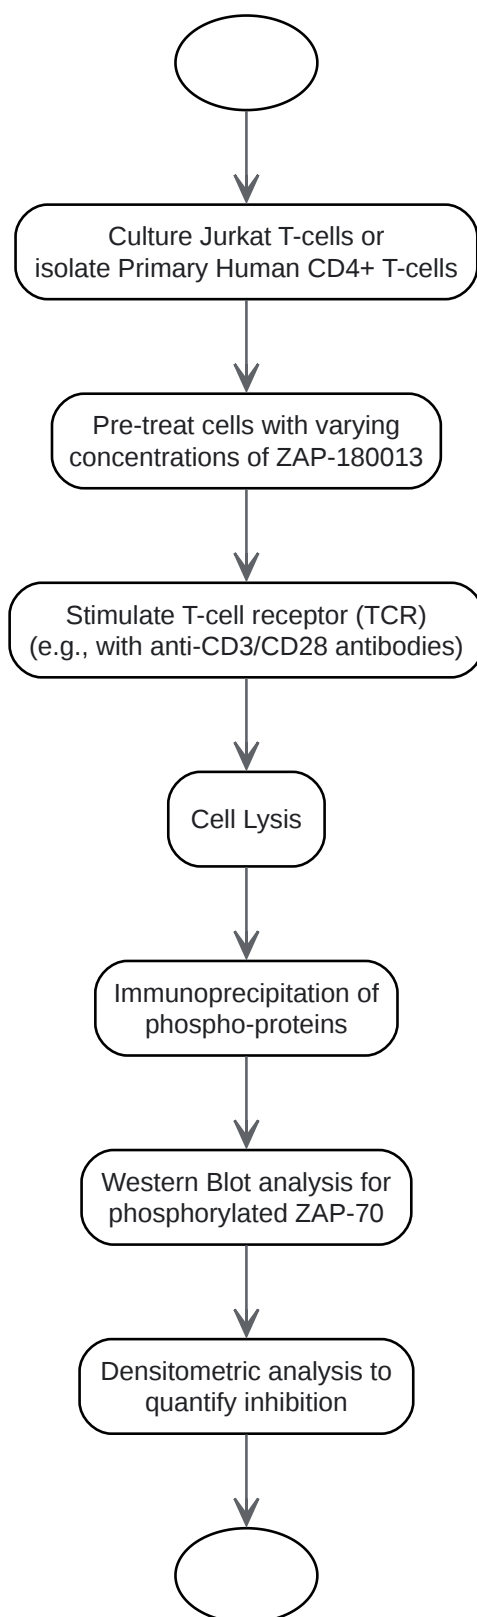 Culture Jurkat T-cells or
isolate Primary Human CD4+ T-cells
Pre-treat cells with varying
concentrations of ZAP-180013
Stimulate T-cell receptor (TCR)
(e.g., with anti-CD3/CD28 antibodies)
Cell Lysis
Immunoprecipitation of
phospho-proteins
Western Blot analysis for
phosphorylated ZAP-70
Densitometric analysis to
quantify inhibition